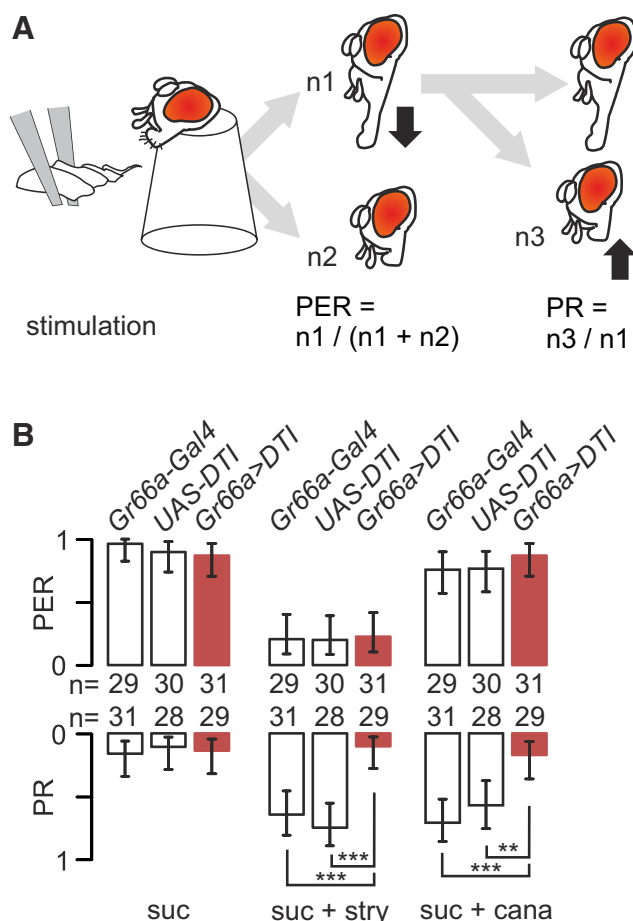 A
n1
n2
n3
stimulation
PER =
n1 / (n1 + n2)
PR =
n3 / n1
B
Gr66a-Gal4
UAS-DTI
Gr66a>DTI
Gr66a-Gal4
UAS-DTI
Gr66a>DTI
Gr66a-Gal4
UAS-DTI
Gr66a>DTI
1
PER
0
n= 29 30 31 29 30 31 29 30 31
n= 31 28 29 31 28 29 31 28 29
0
PR
1
*** **
*** ***
suc suc + stry suc + cana